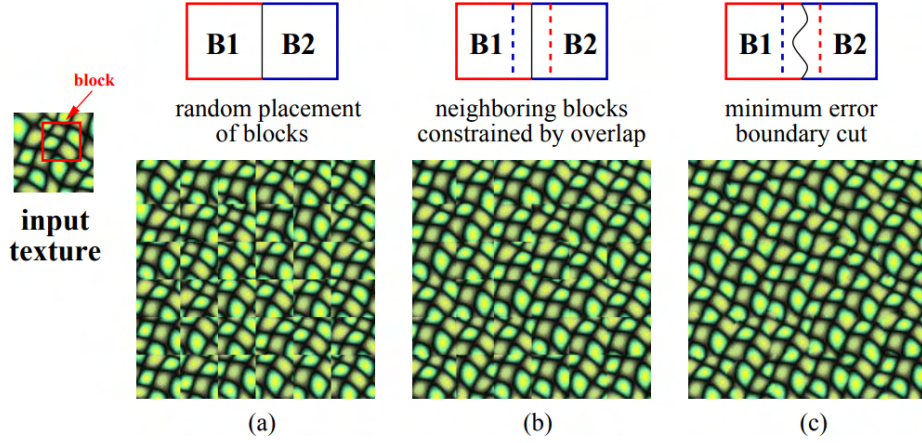 B1 B2
random placement
of blocks
B1 B2
neighboring blocks
constrained by overlap
B1 B2
minimum error
boundary cut
block
input
texture
(a)
(b)
(c)